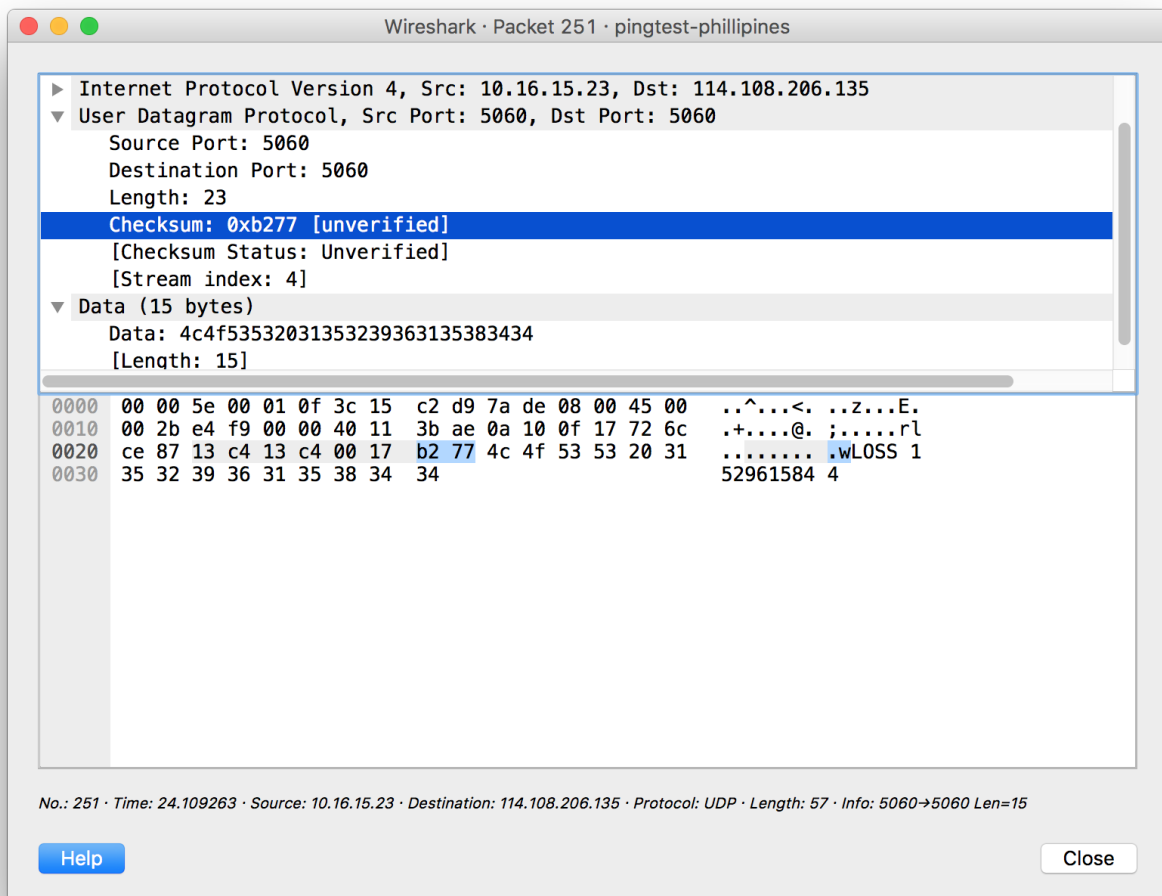 Wireshark · Packet 251 · pingtest-phillipines
Internet Protocol Version 4, Src: 10.16.15.23, Dst: 114.108.206.135
User Datagram Protocol, Src Port: 5060, Dst Port: 5060
Source Port: 5060
Destination Port: 5060
Length: 23
Checksum: 0xb277 [unverified]
[Checksum Status: Unverified]
[Stream index: 4]
Data (15 bytes)
Data: 4c4f53532031353239363135383434
[Length: 15]
0000 00 00 5e 00 01 0f 3c 15 c2 d9 7a de 08 00 45 00 ..^...<. ..z...E.
0010 00 2b e4 f9 00 00 40 11 3b ae 0a 10 0f 17 72 6c .+....@. ;.....rl
0020 ce 87 13 c4 13 c4 00 17 b2 77 4c 4f 53 53 20 31 ........ .wLOSS 1
0030 35 32 39 36 31 35 38 34 34 52961584 4
No.: 251 · Time: 24.109263 · Source: 10.16.15.23 · Destination: 114.108.206.135 · Protocol: UDP · Length: 57 · Info: 5060→5060 Len=15
Help Close